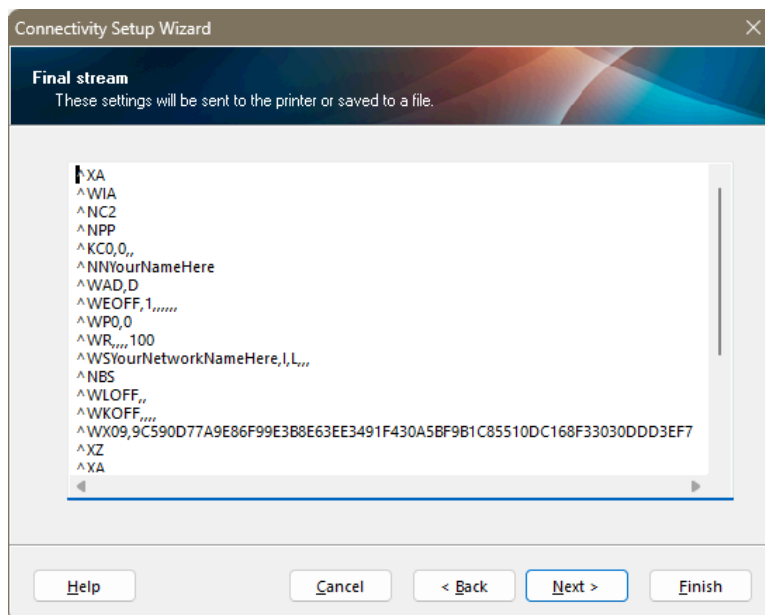 Connectivity Setup Wizard
Final stream
These settings will be sent to the printer or saved to a file.
^XA
^WIA
^NC2
^NPP
^KC0,0,,
^NNYourNameHere
^WAD,D
^WEOFF,1,,,,,,
^WP0,0
^WR,,,,100
^WSYourNetworkNameHere,I,L,,,
^NBS
^WLOFF,,
^WKOFF,,,,
^WX09,9C590D77A9E86F99E3B8E63EE3491F430A5BF9B1C85510DC168F33030DDD3EF7
^XZ
^XA
Help
Cancel
< Back
Next >
Finish